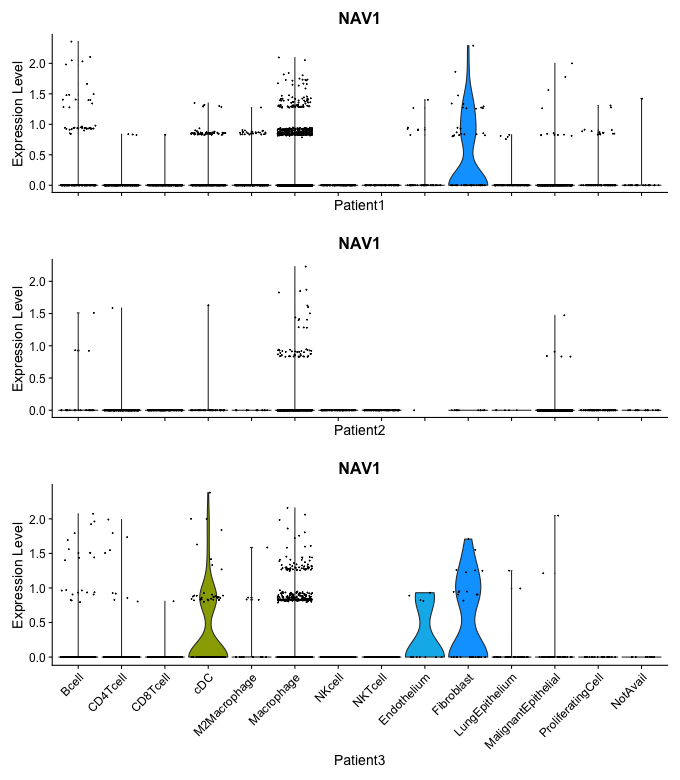 NAV1
Expression Level
2.0
1.5
1.0
0.5
0.0
Patient1
NAV1
Expression Level
2.0
1.5
1.0
0.5
0.0
Patient2
NAV1
Expression Level
2.0
1.5
1.0
0.5
0.0
Bcell
CD4Tcell
CD8Tcell
cDC
M2Macrophage
Macrophage
NKcell
NKTcell
Endothelium
Fibroblast
LungEpithelium
MalignantEpithelial
ProliferatingCell
NotAvail
Patient3